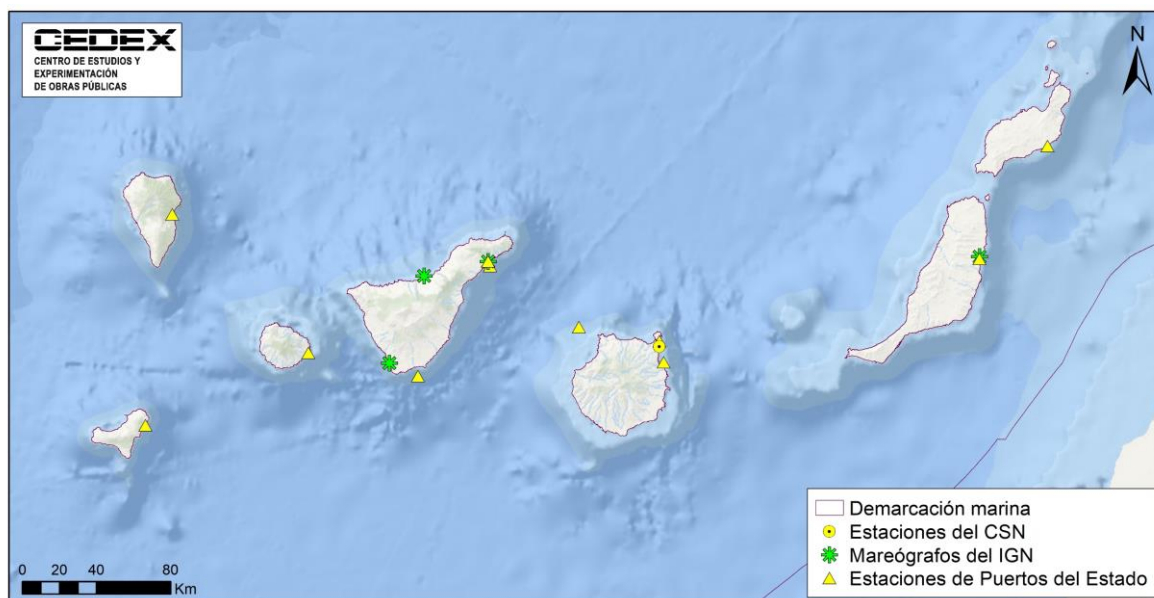 CEDEX
CENTRO DE ESTUDIOS Y
EXPERIMENTACIÓN
DE OBRAS PÚBLICAS
N
Demarcación marina
Estaciones del CSN
Mareógrafos del IGN
Estaciones de Puertos del Estado
0 20 40 80
Km